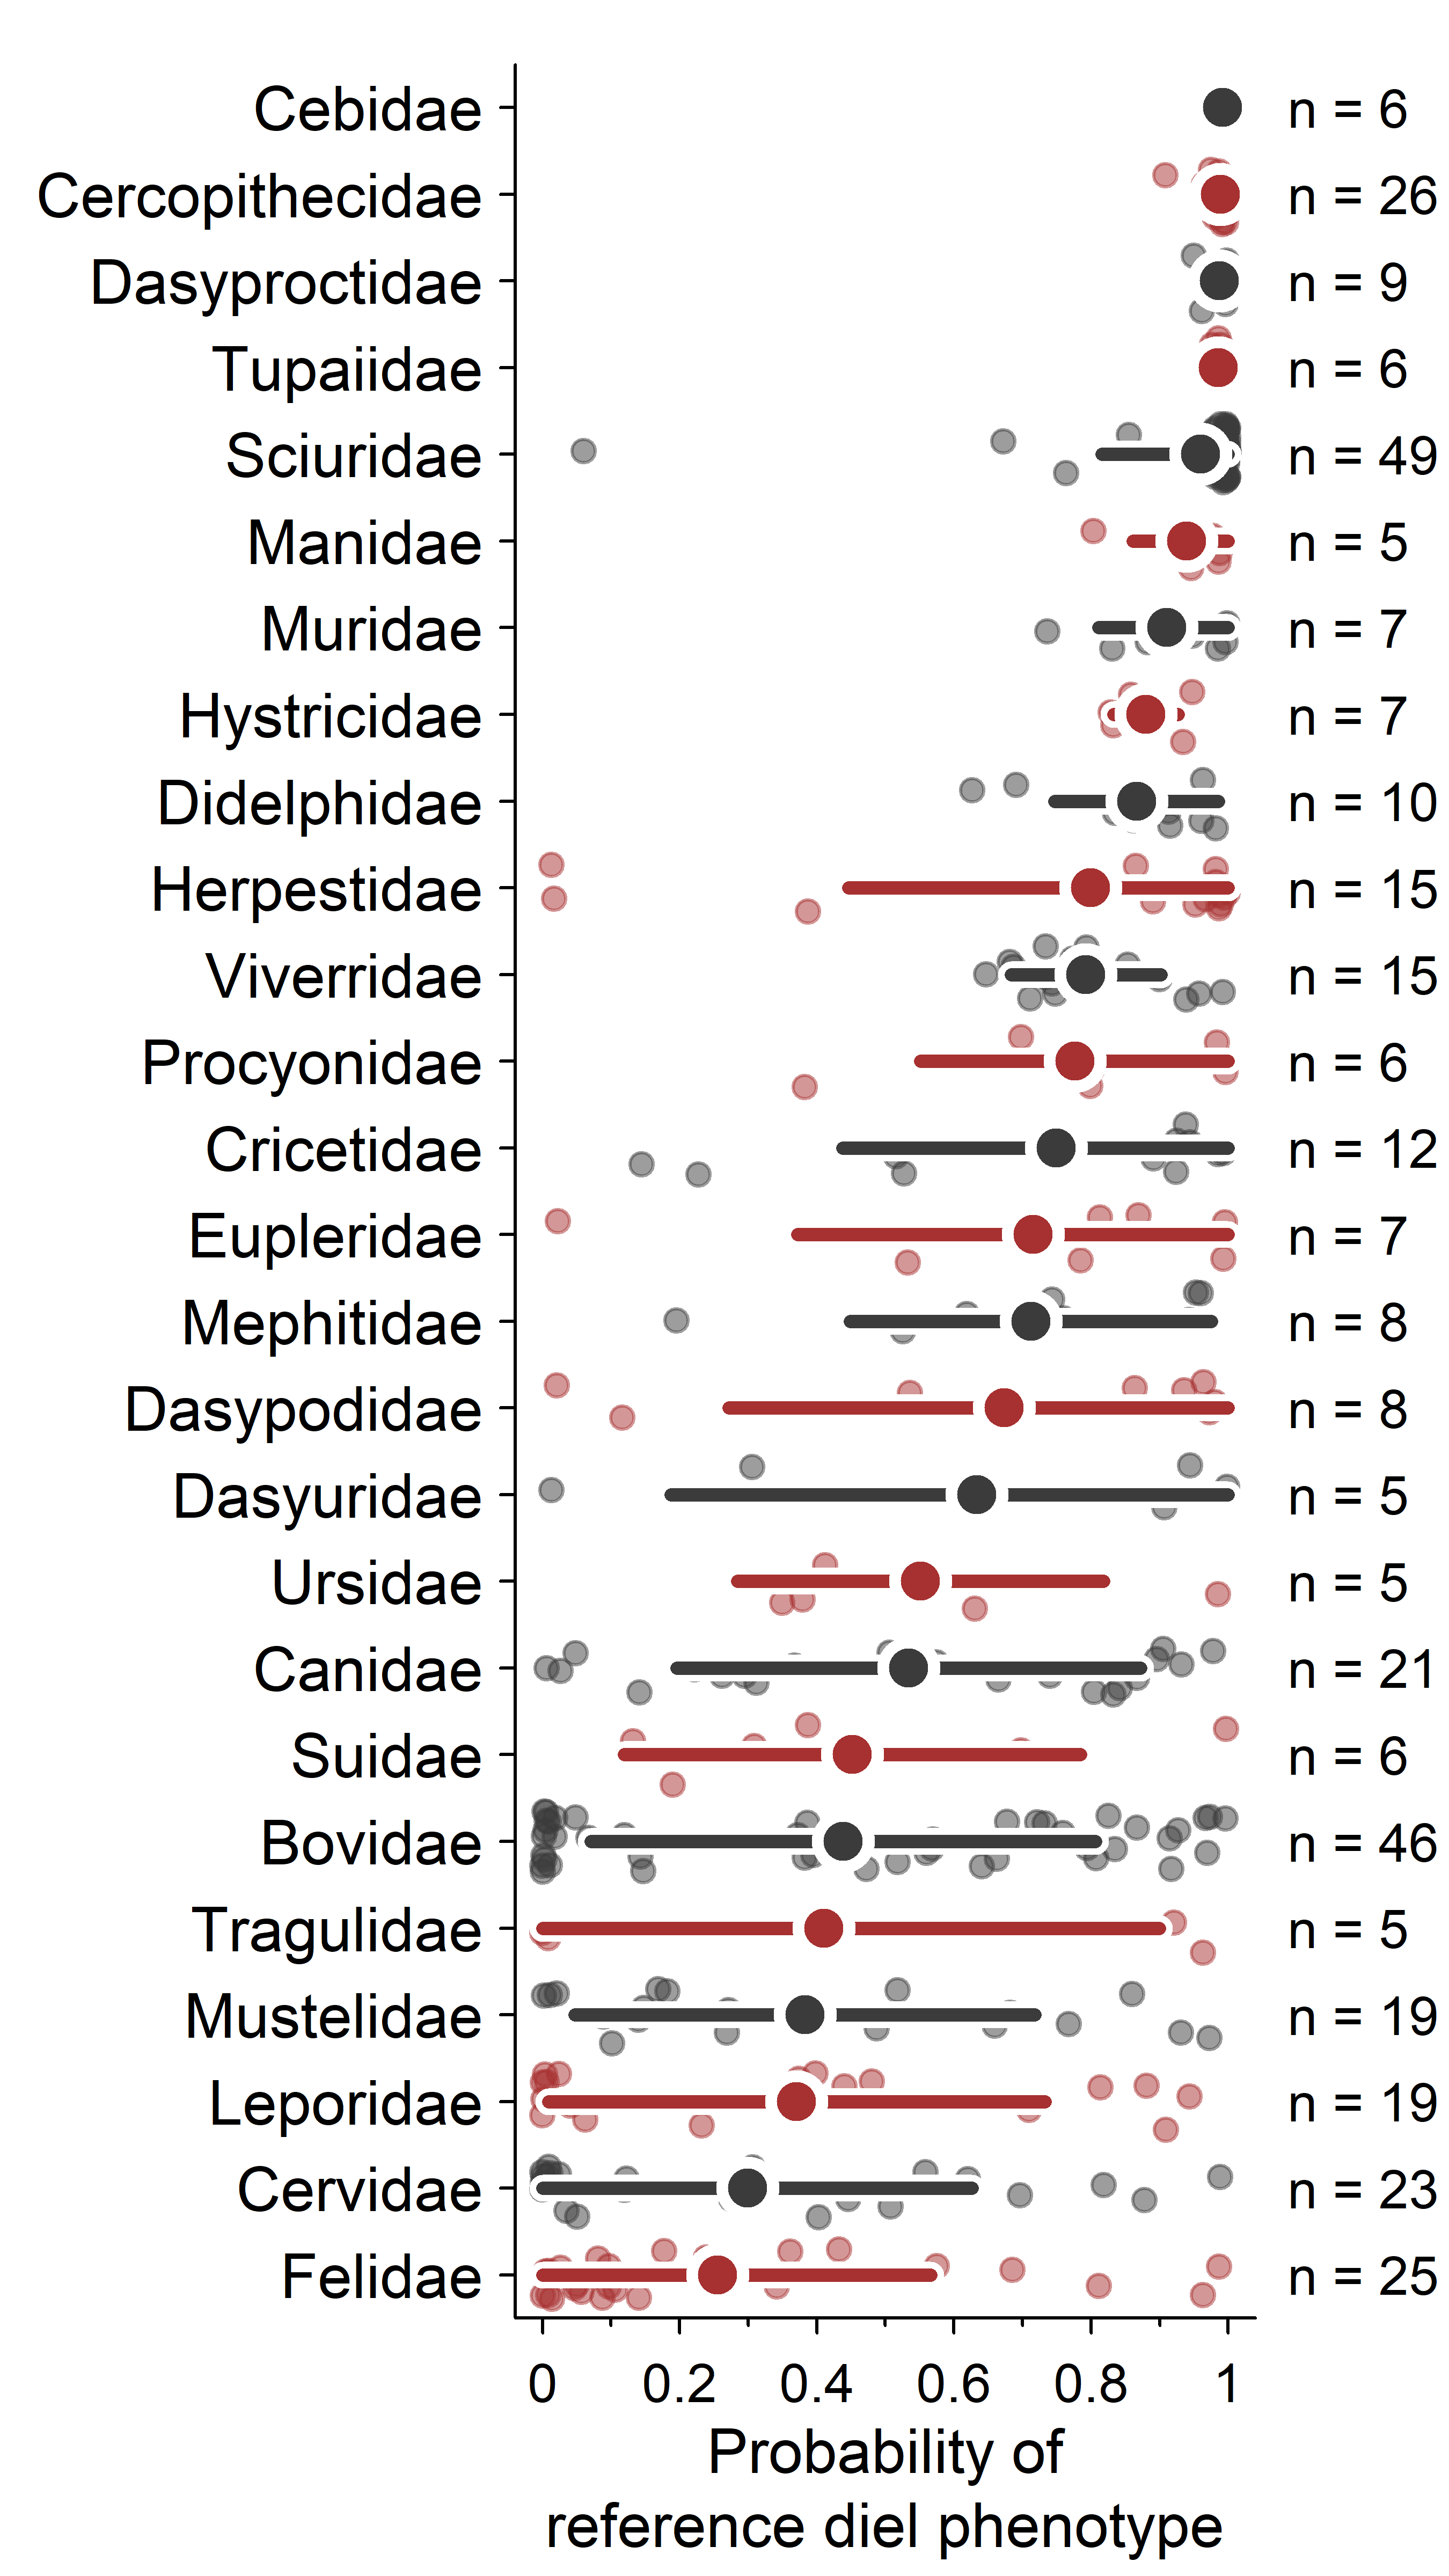 Cebidae n = 6
Cercopithecidae n = 26
Dasyproctidae n = 9
Tupaiidae n = 6
Sciuridae n = 49
Manidae n = 5
Muridae n = 7
Hystricidae n = 7
Didelphidae n = 10
Herpestidae n = 15
Viverridae n = 15
Procyonidae n = 6
Cricetidae n = 12
Eupleridae n = 7
Mephitidae n = 8
Dasypodidae n = 8
Dasyuridae n = 5
Ursidae n = 5
Canidae n = 21
Suidae n = 6
Bovidae n = 46
Tragulidae n = 5
Mustelidae n = 19
Leporidae n = 19
Cervidae n = 23
Felidae n = 25
0 0.2 0.4 0.6 0.8 1
Probability of
reference diel phenotype